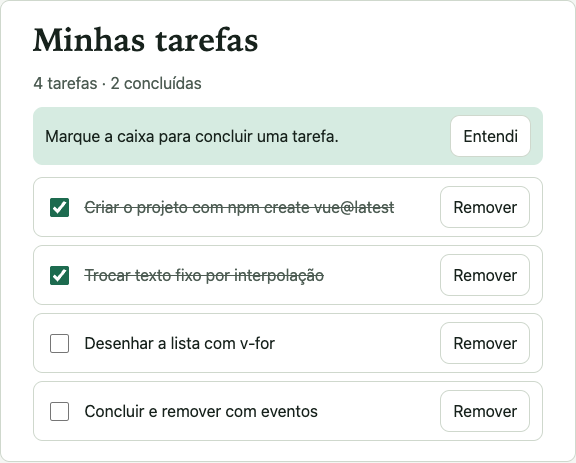 Minhas tarefas
4 tarefas · 2 concluídas
Marque a caixa para concluir uma tarefa. Entendi
Criar o projeto com npm create vue@latest Remover
Trocar texto fixo por interpolação Remover
Desenhar a lista com v-for Remover
Concluir e remover com eventos Remover